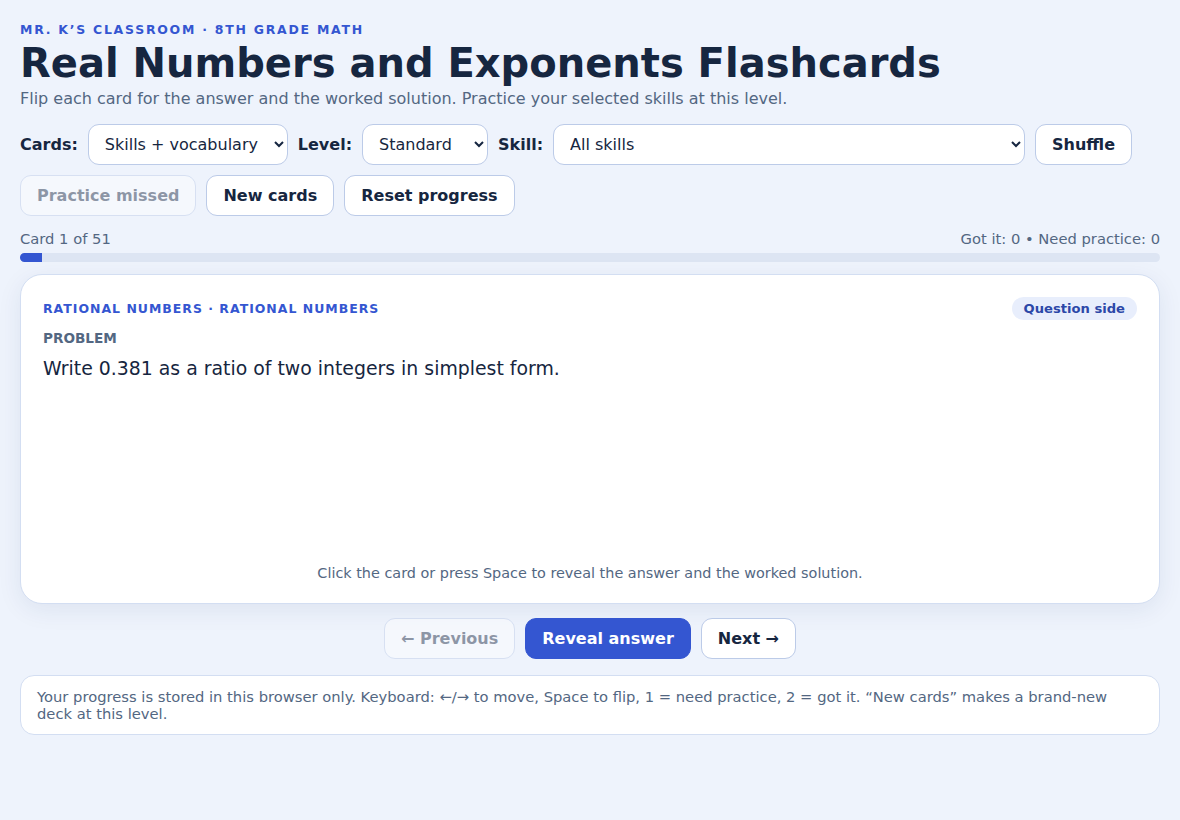 MR. K’S CLASSROOM · 8TH GRADE MATH
Real Numbers and Exponents Flashcards
Flip each card for the answer and the worked solution. Practice your selected skills at this level.
Cards: Skills + vocabulary Level: Standard Skill: All skills Shuffle
Practice missed New cards Reset progress
Card 1 of 51 Got it: 0 • Need practice: 0
RATIONAL NUMBERS · RATIONAL NUMBERS Question side
PROBLEM
Write 0.381 as a ratio of two integers in simplest form.
Click the card or press Space to reveal the answer and the worked solution.
← Previous Reveal answer Next →
Your progress is stored in this browser only. Keyboard: ←/→ to move, Space to flip, 1 = need practice, 2 = got it. “New cards” makes a brand-new
deck at this level.